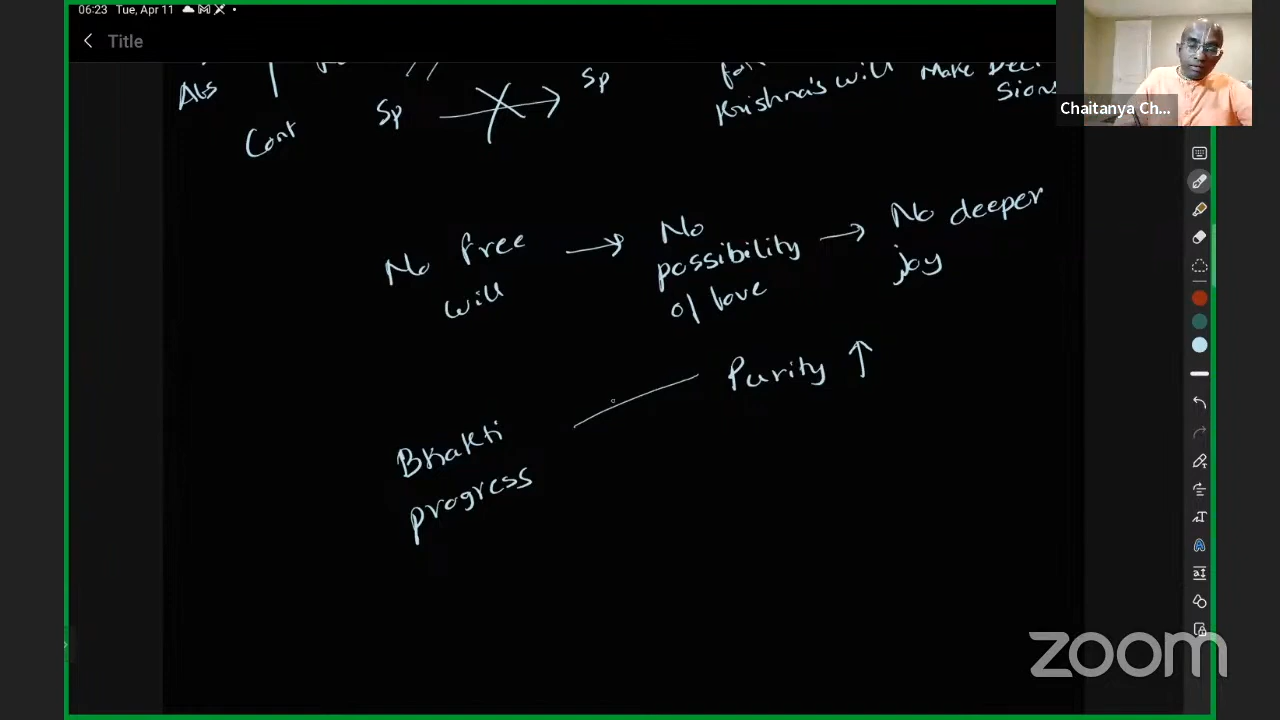 06:23 Tue, Apr 11
Title
Chaitanya Ch...
Abs
Cont
Sp
Sp
Krishna's will
Make Deci
sions
No free
will
No
possibility
of love
No deeper
joy
Purity ↑
Bhakti
progress
zoom